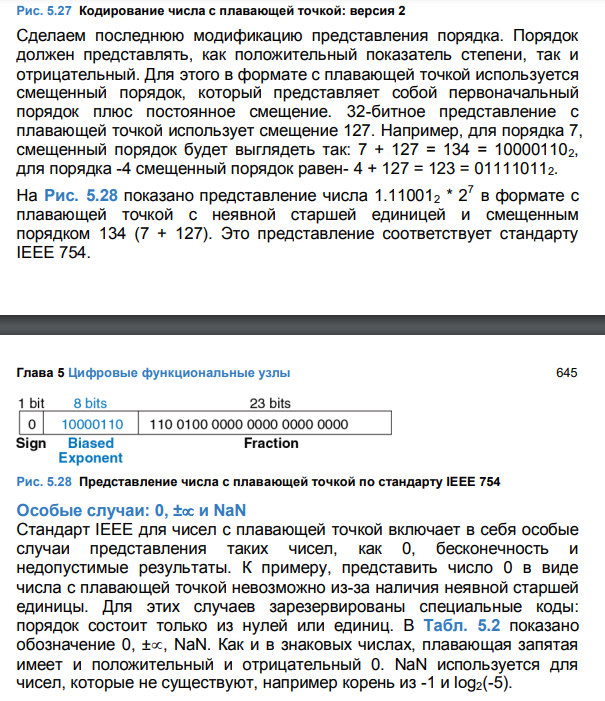 Рис. 5.27 Кодирование числа с плавающей точкой: версия 2
Сделаем последнюю модификацию представления порядка. Порядок
должен представлять, как положительный показатель степени, так и
отрицательный. Для этого в формате с плавающей точкой используется
смещенный порядок, который представляет собой первоначальный
порядок плюс постоянное смещение. 32-битное представление с
плавающей точкой использует смещение 127. Например, для порядка 7,
смещенный порядок будет выглядеть так: 7 + 127 = 134 = 10000110₂,
для порядка -4 смещенный порядок равен- 4 + 127 = 123 = 01111011₂.
На Рис. 5.28 показано представление числа 1.11001₂ * 2⁷ в формате с
плавающей точкой с неявной старшей единицей и смещенным
порядком 134 (7 + 127). Это представление соответствует стандарту
IEEE 754.
Глава 5 Цифровые функциональные узлы 645
1 bit 8 bits 23 bits
0 10000110 110 0100 0000 0000 0000 0000
Sign Biased Fraction
Exponent
Рис. 5.28 Представление числа с плавающей точкой по стандарту IEEE 754
Особые случаи: 0, ±∝ и NaN
Стандарт IEEE для чисел с плавающей точкой включает в себя особые
случаи представления таких чисел, как 0, бесконечность и
недопустимые результаты. К примеру, представить число 0 в виде
числа с плавающей точкой невозможно из-за наличия неявной старшей
единицы. Для этих случаев зарезервированы специальные коды:
порядок состоит только из нулей или единиц. В Табл. 5.2 показано
обозначение 0, ±∝, NaN. Как и в знаковых числах, плавающая запятая
имеет и положительный и отрицательный 0. NaN используется для
чисел, которые не существуют, например корень из -1 и log₂(-5).